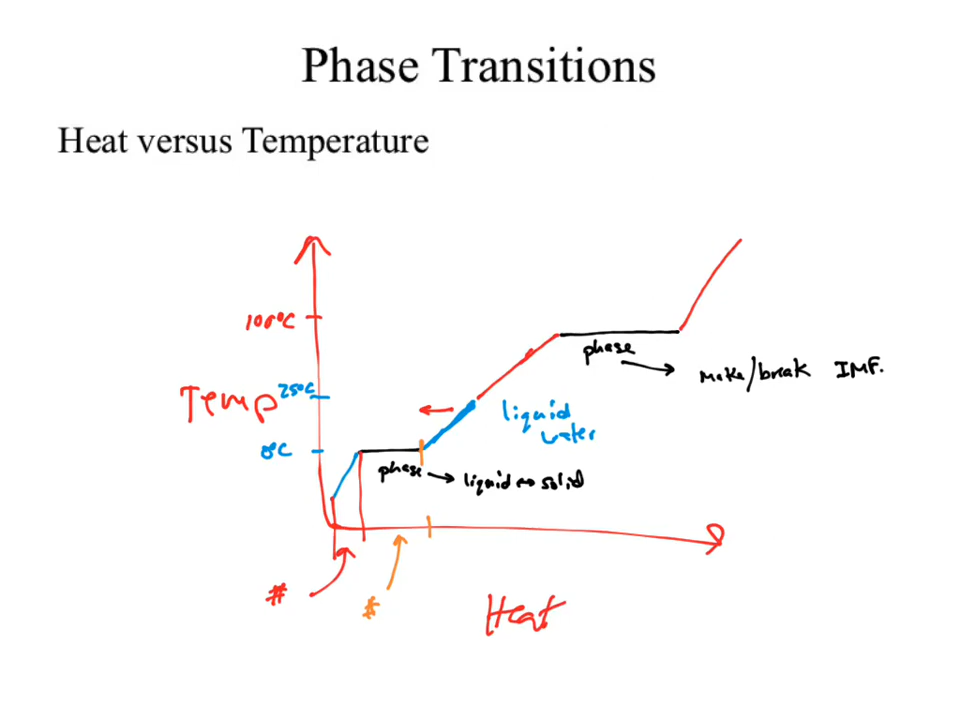 Phase Transitions
Heat versus Temperature
100°C
phase
make/break IMF.
Temp
25°C
liquid
water
0°C
phase
liquid ↔ solid
#
$
Heat